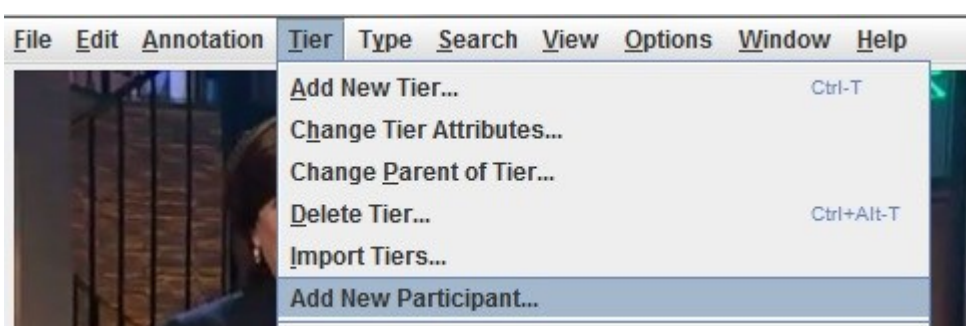 File Edit Annotation Tier Type Search View Options Window Help
Add New Tier... Ctrl-T
Change Tier Attributes...
Change Parent of Tier...
Delete Tier... Ctrl+Alt-T
Import Tiers...
Add New Participant...